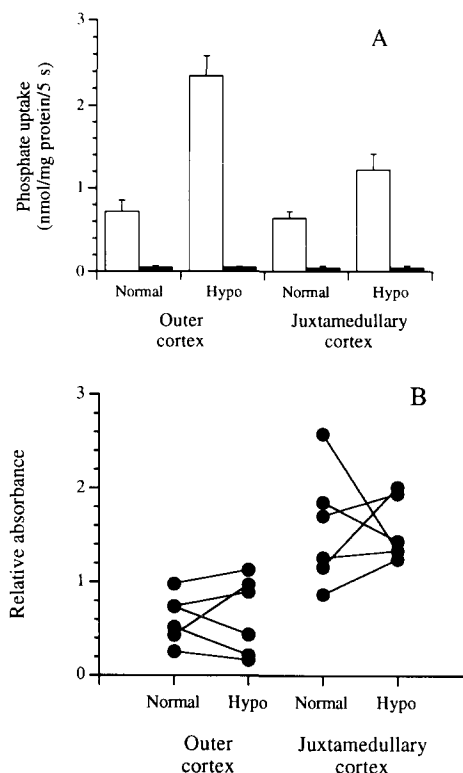 A
Phosphate uptake
(nmol/mg protein/5 s)
3
2
1
0
Normal Hypo Normal Hypo
Outer
cortex
Juxtamedullary
cortex
B
Relative absorbance
3
2
1
0
Normal Hypo Normal Hypo
Outer
cortex
Juxtamedullary
cortex